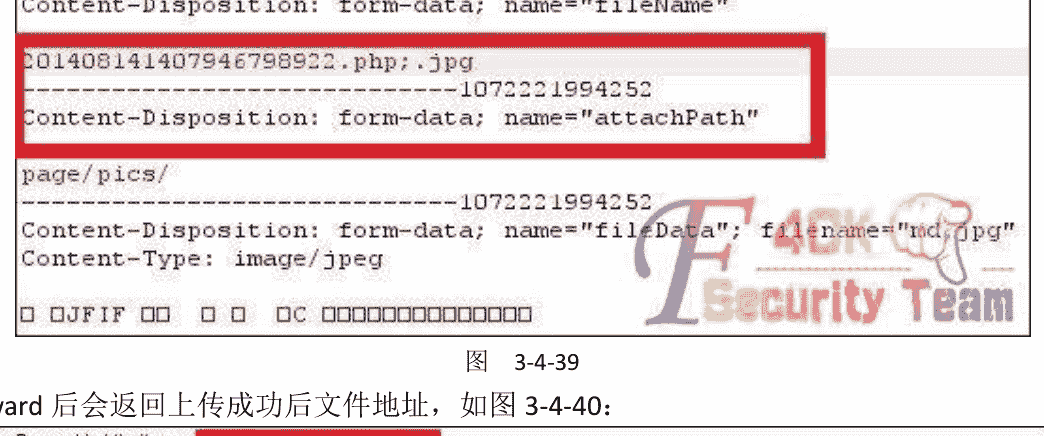 Content-Disposition: form-data; name="fileName"
201408141407946798922.php;.jpg
-----------------------------1072221994252
Content-Disposition: form-data; name="attachPath"
page/pics/
-----------------------------1072221994252
Content-Disposition: form-data; name="fileData"; filename="md.jpg"
Content-Type: image/jpeg
□ □JFIF □□ □ □ □C □□□□□□□□□□□□□□□
F 4ØK
Security Team
图 3-4-39
ward 后会返回上传成功后文件地址，如图 3-4-40：